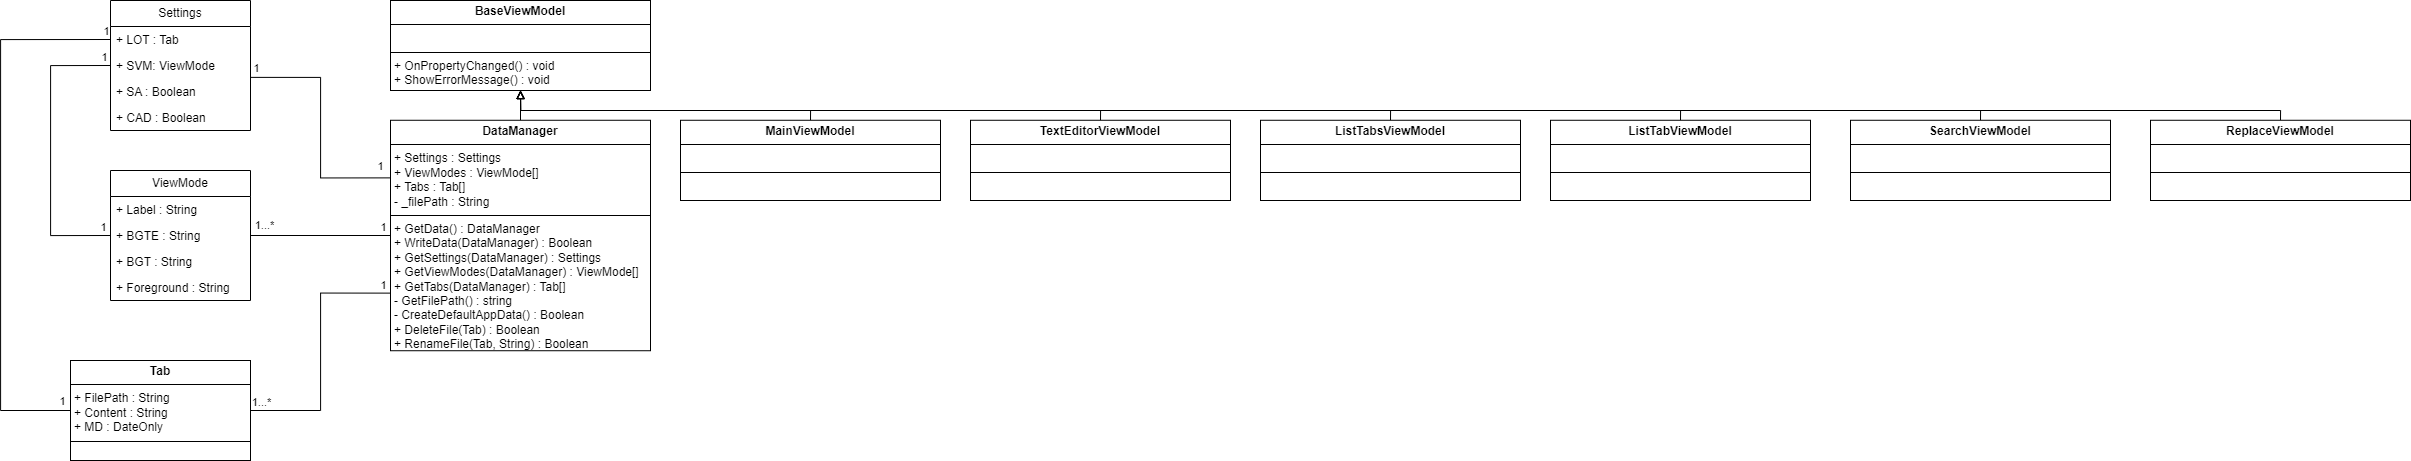 Settings
1
+ LOT : Tab
1
+ SVM: ViewMode
+ SA : Boolean
+ CAD : Boolean
1
BaseViewModel
+ OnPropertyChanged() : void
+ ShowErrorMessage() : void
ViewMode
+ Label : String
1
+ BGTE : String
+ BGT : String
+ Foreground : String
1...*
Tab
1
+ FilePath : String
+ Content : String
+ MD : DateOnly
1...*
DataManager
1
+ Settings : Settings
+ ViewModes : ViewMode[]
+ Tabs : Tab[]
- _filePath : String
1
+ GetData() : DataManager
+ WriteData(DataManager) : Boolean
+ GetSettings(DataManager) : Settings
+ GetViewModes(DataManager) : ViewMode[]
1
+ GetTabs(DataManager) : Tab[]
- GetFilePath() : string
- CreateDefaultAppData() : Boolean
+ DeleteFile(Tab) : Boolean
+ RenameFile(Tab, String) : Boolean
MainViewModel
TextEditorViewModel
ListTabsViewModel
ListTabViewModel
SearchViewModel
ReplaceViewModel